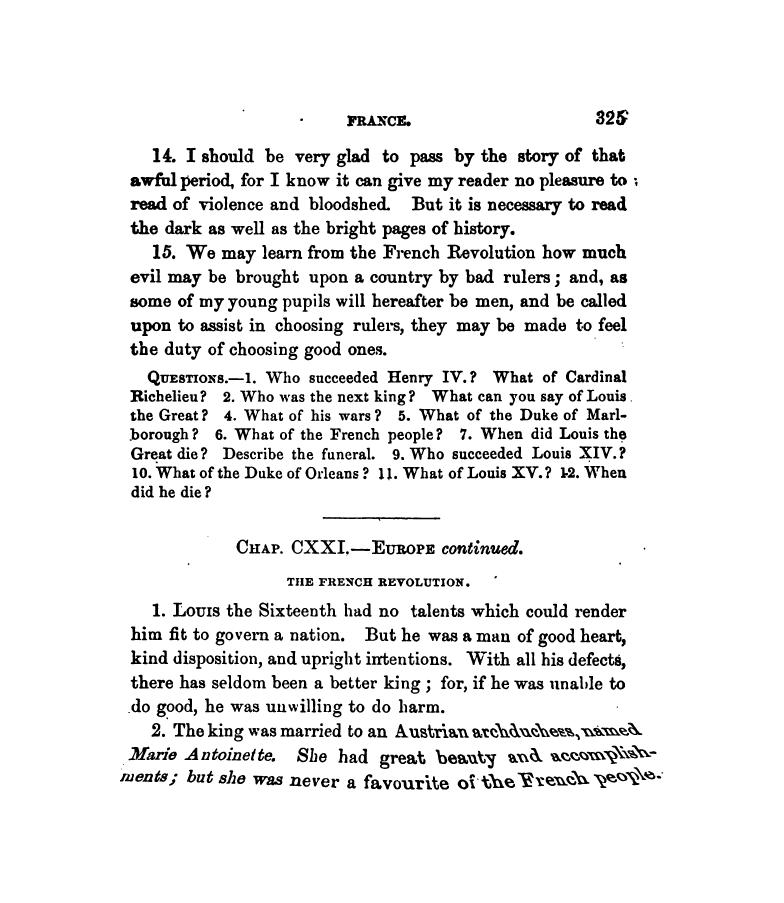 FRANCE. 325
14. I should be very glad to pass by the story of that
awful period, for I know it can give my reader no pleasure to
read of violence and bloodshed. But it is necessary to read
the dark as well as the bright pages of history.
15. We may learn from the French Revolution how much
evil may be brought upon a country by bad rulers; and, as
some of my young pupils will hereafter be men, and be called
upon to assist in choosing rulers, they may be made to feel
the duty of choosing good ones.
QUESTIONS.—1. Who succeeded Henry IV.? What of Cardinal
Richelieu? 2. Who was the next king? What can you say of Louis
the Great? 4. What of his wars? 5. What of the Duke of Marl-
borough? 6. What of the French people? 7. When did Louis the
Great die? Describe the funeral. 9. Who succeeded Louis XIV.?
10. What of the Duke of Orleans? 11. What of Louis XV.? 12. When
did he die?
CHAP. CXXI.—EUROPE continued.
THE FRENCH REVOLUTION.
1. LOUIS the Sixteenth had no talents which could render
him fit to govern a nation. But he was a man of good heart,
kind disposition, and upright intentions. With all his defects,
there has seldom been a better king; for, if he was unable to
do good, he was unwilling to do harm.
2. The king was married to an Austrian archduchess, named
Marie Antoinette. She had great beauty and accomplish-
ments; but she was never a favourite of the French people.